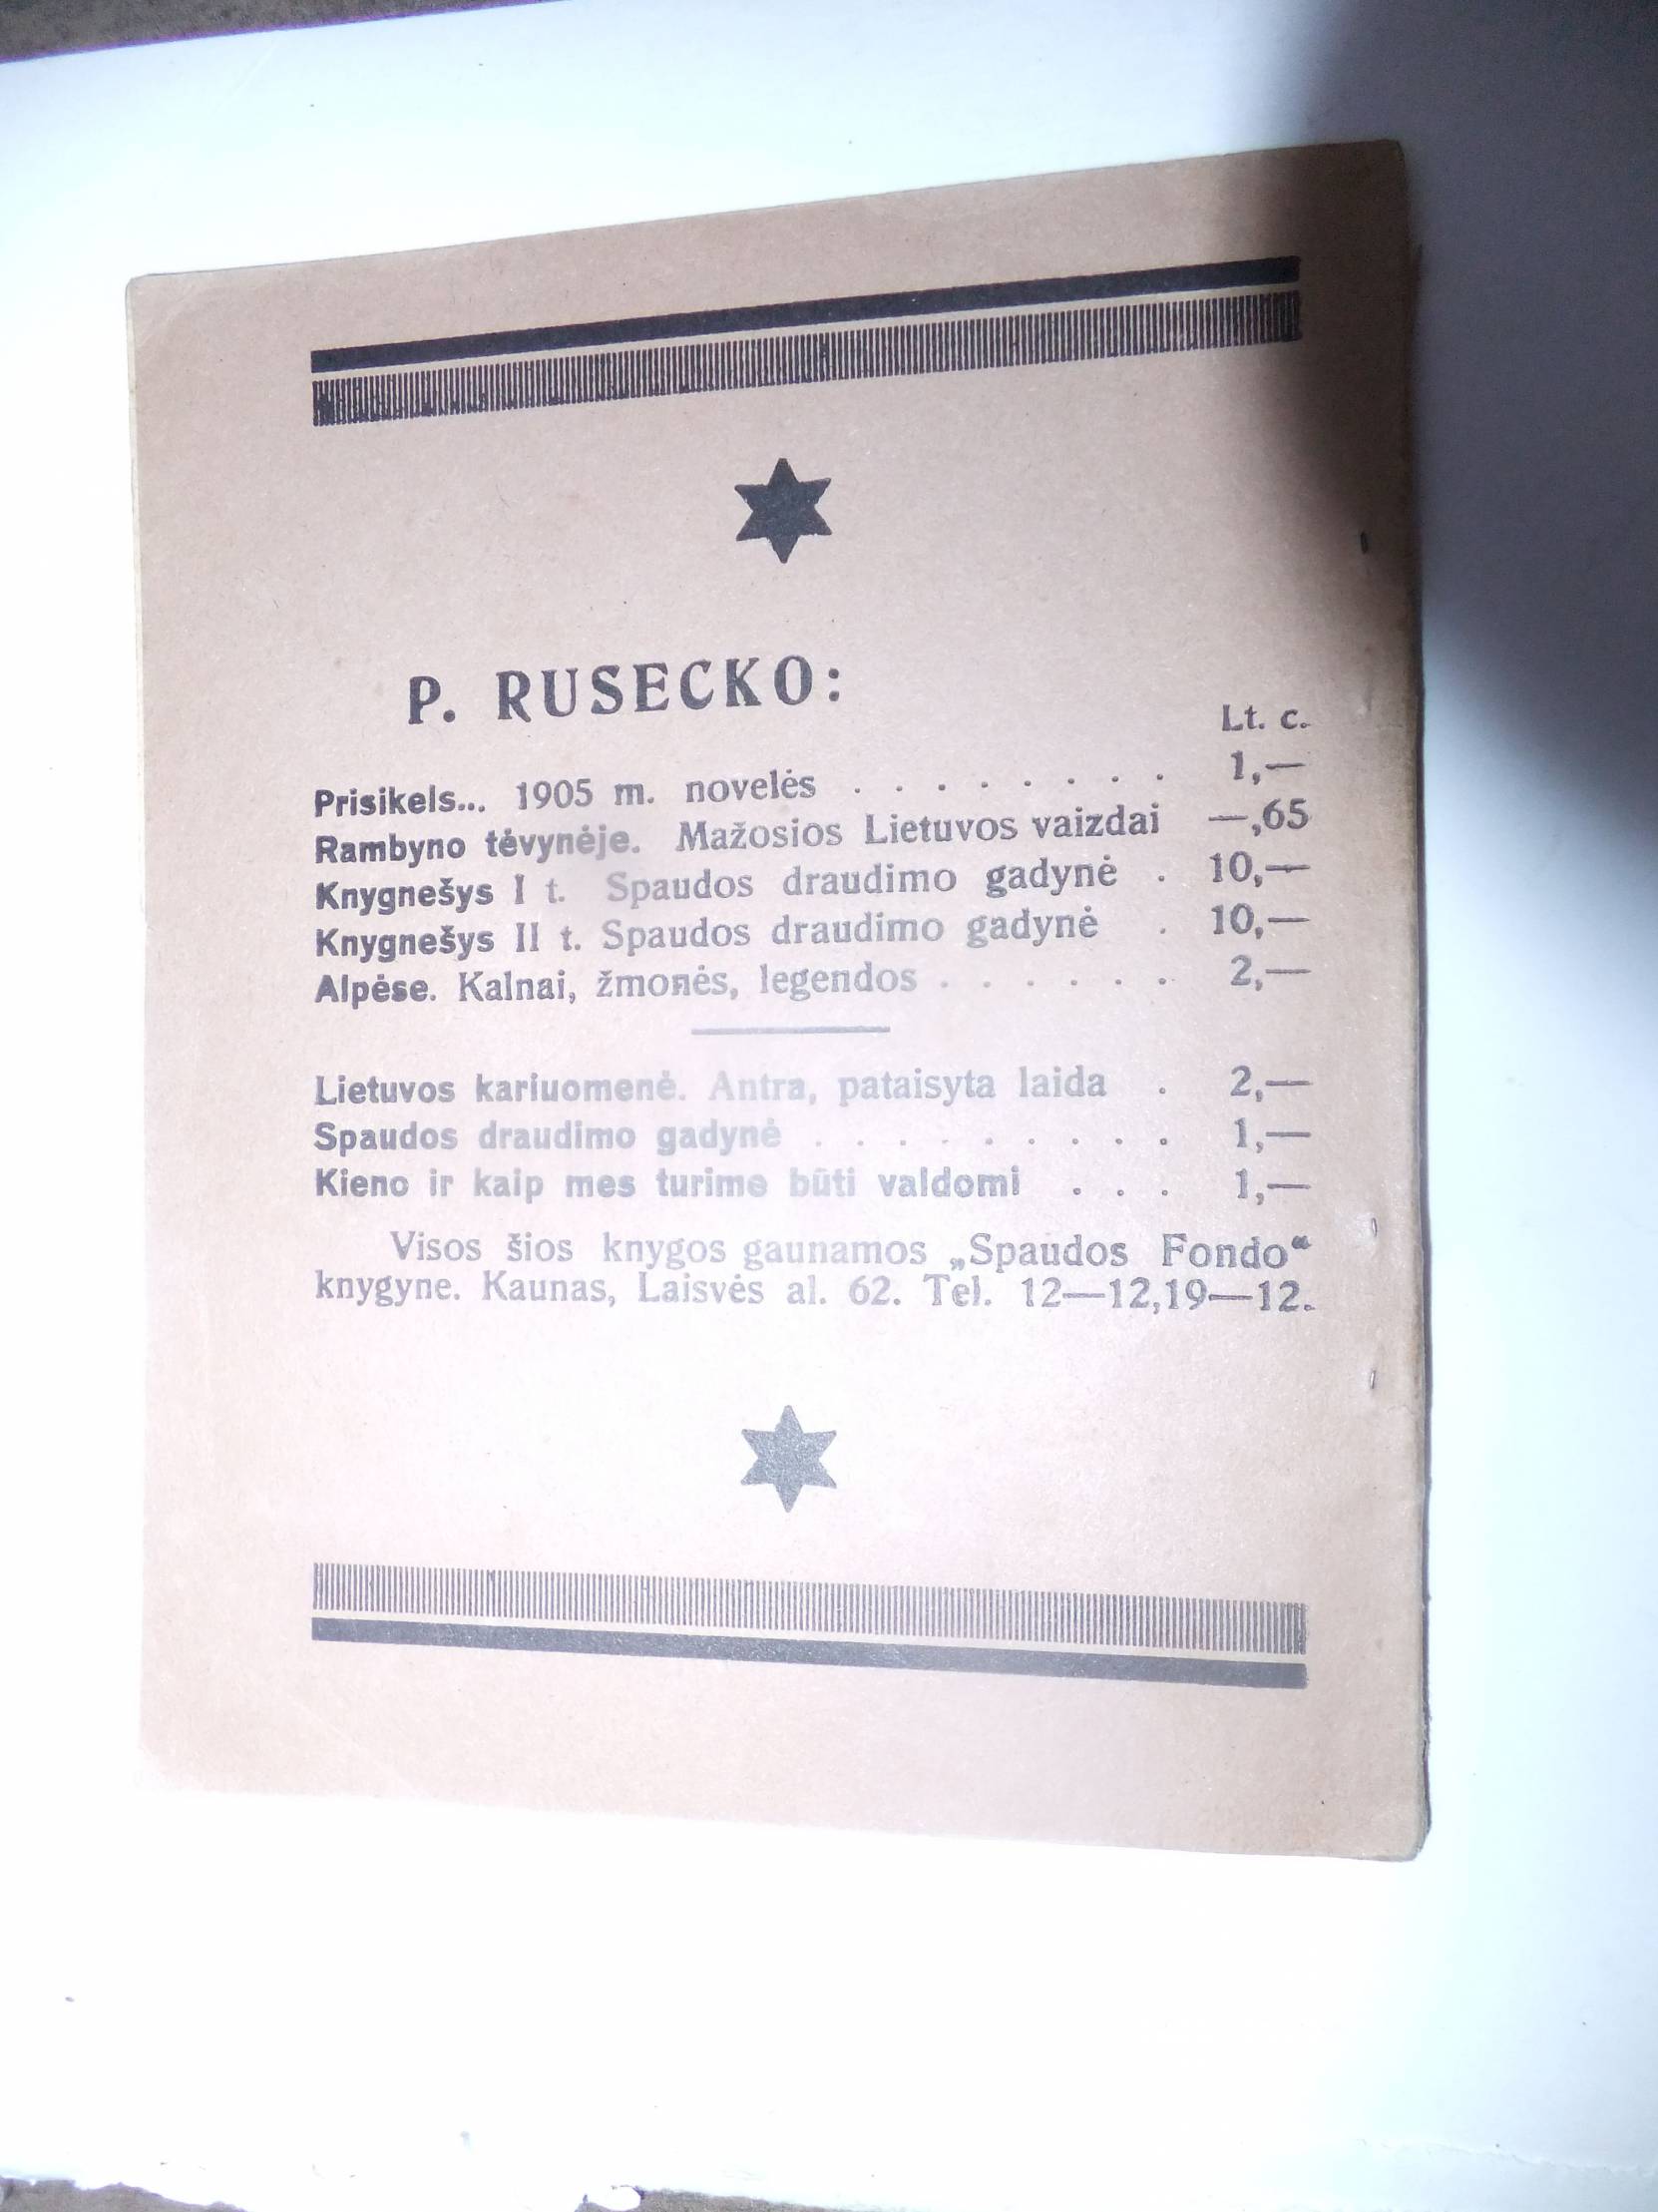 P. RUSECKO:
Lt. c.
Prisikels... 1905 m. novelės . . . . . . . . 1,—
Rambyno tėvynėje. Mažosios Lietuvos vaizdai —,65
Knygnešys I t. Spaudos draudimo gadynė . 10,—
Knygnešys II t. Spaudos draudimo gadynė . 10,—
Alpėse. Kalnai, žmonės, legendos . . . . . . 2,—
Lietuvos kariuomenė. Antra, pataisyta laida . 2,—
Spaudos draudimo gadynė . . . . . . . . . 1,—
Kieno ir kaip mes turime būti valdomi . . . 1,—
Visos šios knygos gaunamos „Spaudos Fondo“
knygyne. Kaunas, Laisvės al. 62. Tel. 12—12,19—12.